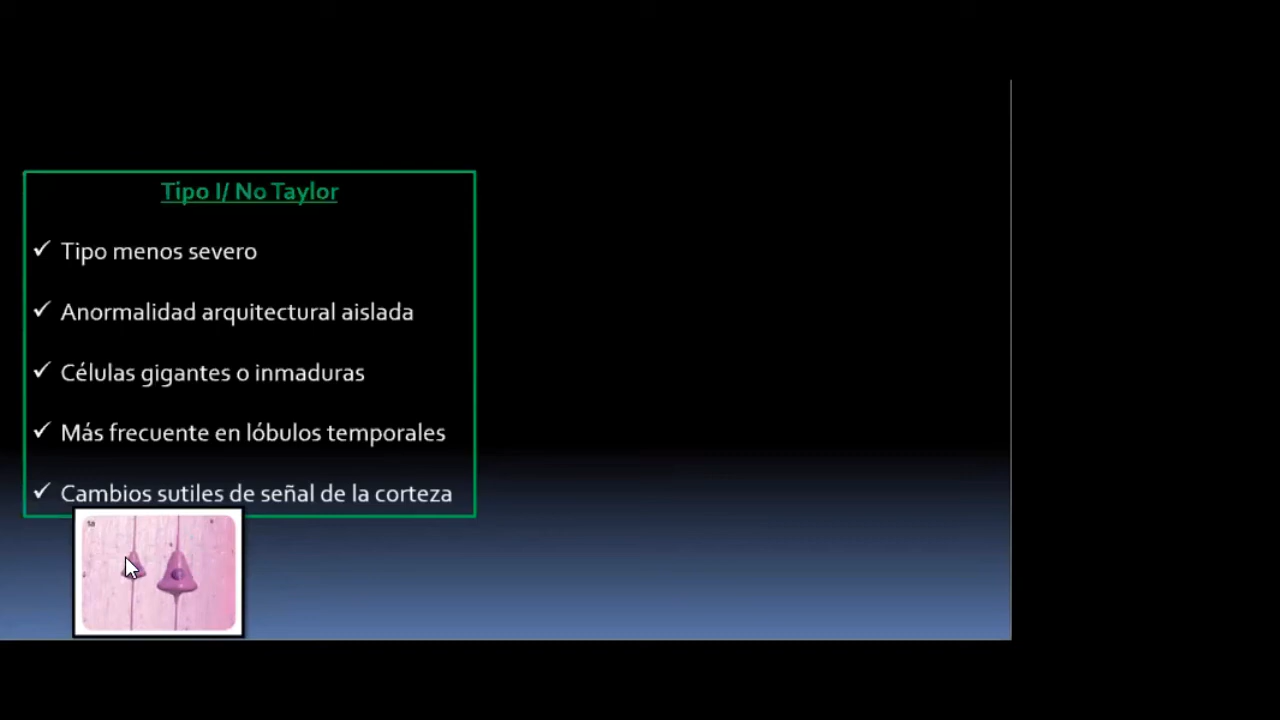 Tipo I/ No Taylor
✓ Tipo menos severo
✓ Anormalidad arquitectural aislada
✓ Células gigantes o inmaduras
✓ Más frecuente en lóbulos temporales
✓ Cambios sutiles de señal de la corteza